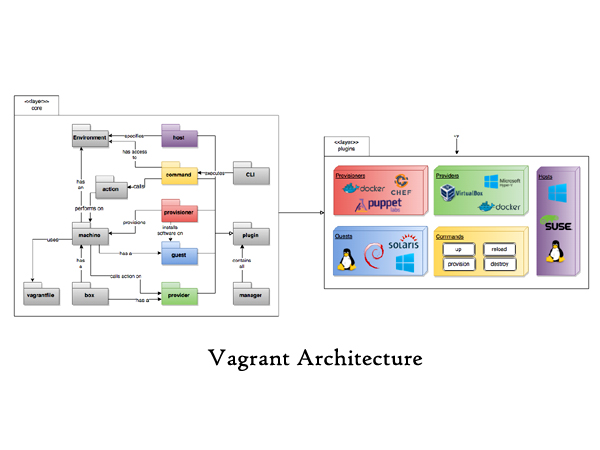 <<layer>>
core
Environment
specifies
host
has access
to
command
executes
CLI
has
an
action
calls
performs on
provisioner
provisions
installs
software on
machine
plugin
uses
has a
guest
has
a
calls action on
contains
all
vagrantfile
box
has a
provider
manager
<<layer>>
plugins
Provisioners
docker
CHEF
puppet
labs
Providers
VirtualBox
Microsoft
docker
Hosts
SUSE
Guests
solaris
Commands
up
reload
provision
destroy
Vagrant Architecture